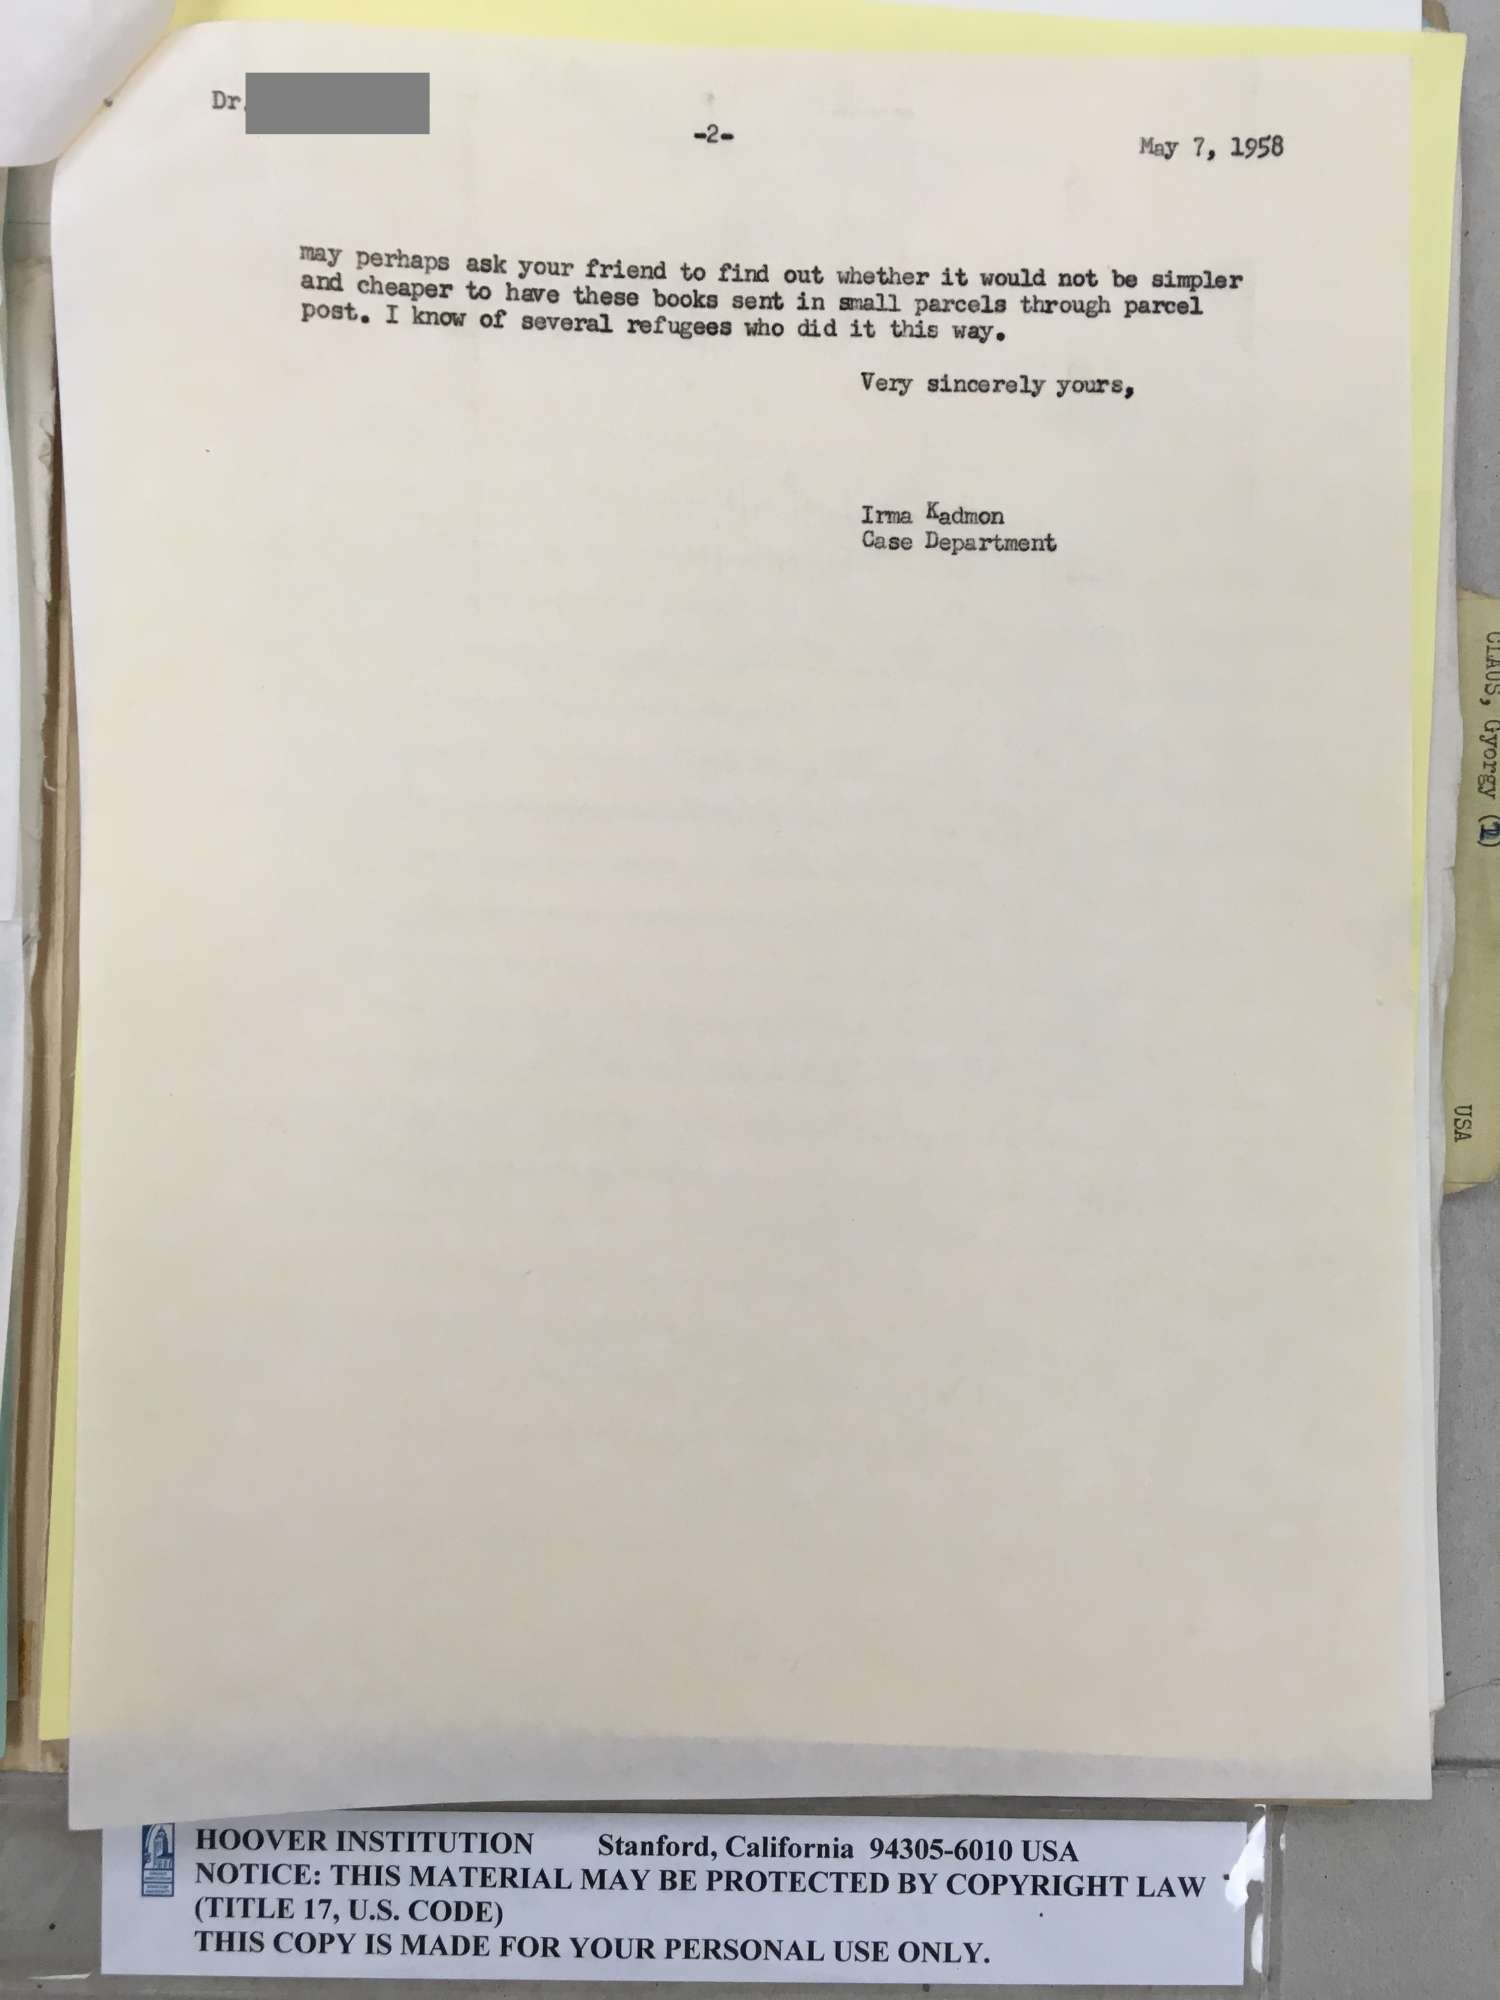 Dr.
-2-
May 7, 1958
may perhaps ask your friend to find out whether it would not be simpler
and cheaper to have these books sent in small parcels through parcel
post. I know of several refugees who did it this way.
Very sincerely yours,
Irma Kadmon
Case Department
CLAUS, Gyorgy (1)
USA
HOOVER INSTITUTION Stanford, California 94305-6010 USA
NOTICE: THIS MATERIAL MAY BE PROTECTED BY COPYRIGHT LAW
(TITLE 17, U.S. CODE)
THIS COPY IS MADE FOR YOUR PERSONAL USE ONLY.